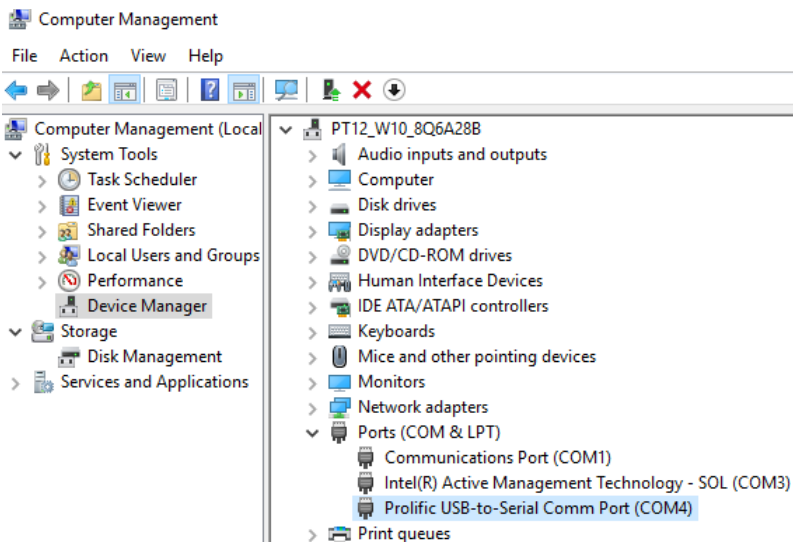 Computer Management
File Action View Help
Computer Management (Local
System Tools
Task Scheduler
Event Viewer
Shared Folders
Local Users and Groups
Performance
Device Manager
Storage
Disk Management
Services and Applications
PT12_W10_8Q6A28B
Audio inputs and outputs
Computer
Disk drives
Display adapters
DVD/CD-ROM drives
Human Interface Devices
IDE ATA/ATAPI controllers
Keyboards
Mice and other pointing devices
Monitors
Network adapters
Ports (COM & LPT)
Communications Port (COM1)
Intel(R) Active Management Technology - SOL (COM3)
Prolific USB-to-Serial Comm Port (COM4)
Print queues